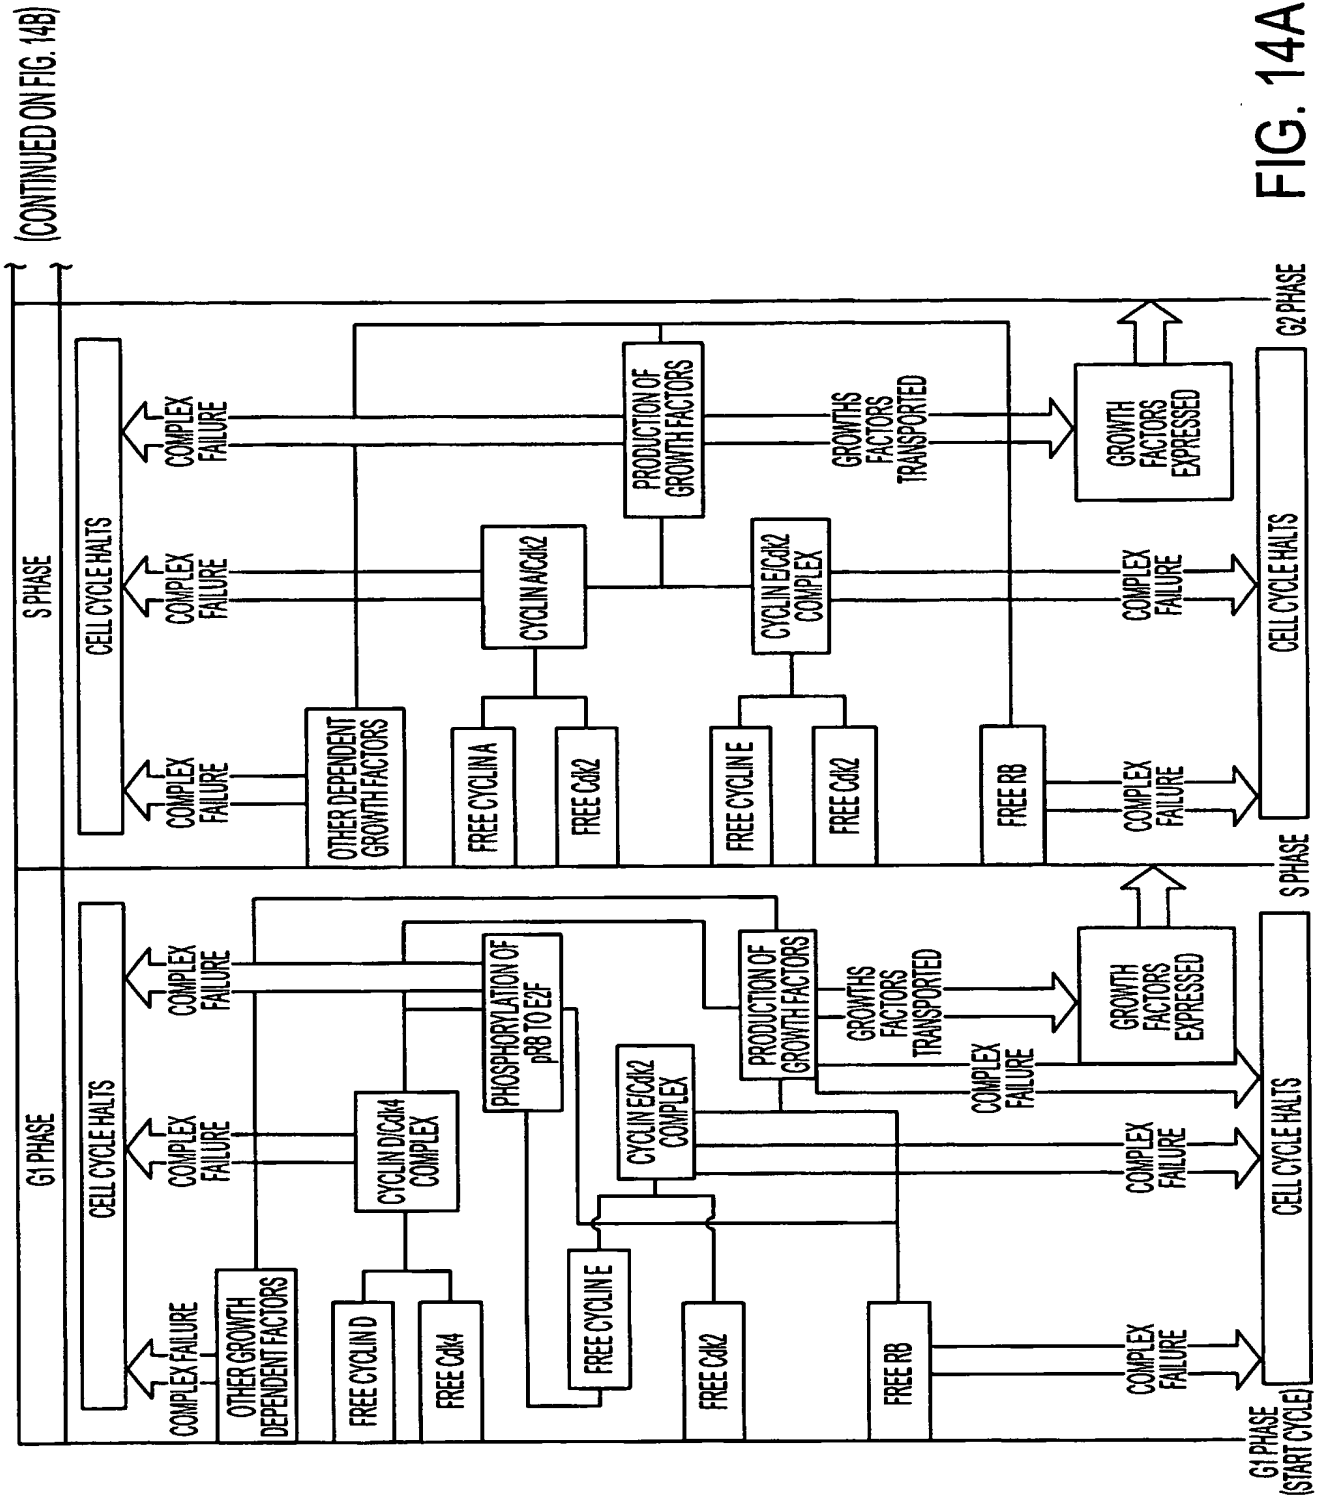 (CONTINUED ON FIG. 14B)
G1 PHASE
S PHASE
CELL CYCLE HALTS
CELL CYCLE HALTS
COMPLEX FAILURE
COMPLEX
FAILURE
COMPLEX
FAILURE
COMPLEX
FAILURE
COMPLEX
FAILURE
COMPLEX
FAILURE
OTHER GROWTH
DEPENDENT FACTORS
FREE CYCLIN D
FREE Cdk4
CYCLIN D/Cdk4
COMPLEX
PHOSPHORYLATION OF
pRB TO E2F
FREE CYCLIN E
FREE Cdk2
CYCLIN E/Cdk2
COMPLEX
PRODUCTION OF
GROWTH FACTORS
GROWTHS
FACTORS
TRANSPORTED
FREE RB
COMPLEX
FAILURE
COMPLEX
FAILURE
COMPLEX
FAILURE
GROWTH
FACTORS
EXPRESSED
CELL CYCLE HALTS
OTHER DEPENDENT
GROWTH FACTORS
FREE CYCLIN A
FREE Cdk2
CYCLIN A/Cdk2
FREE CYCLIN E
FREE Cdk2
CYCLIN E/Cdk2
COMPLEX
PRODUCTION OF
GROWTH FACTORS
GROWTHS
FACTORS
TRANSPORTED
FREE RB
COMPLEX
FAILURE
COMPLEX
FAILURE
GROWTH
FACTORS
EXPRESSED
CELL CYCLE HALTS
G1 PHASE
(START CYCLE)
S PHASE
G2 PHASE
FIG. 14A